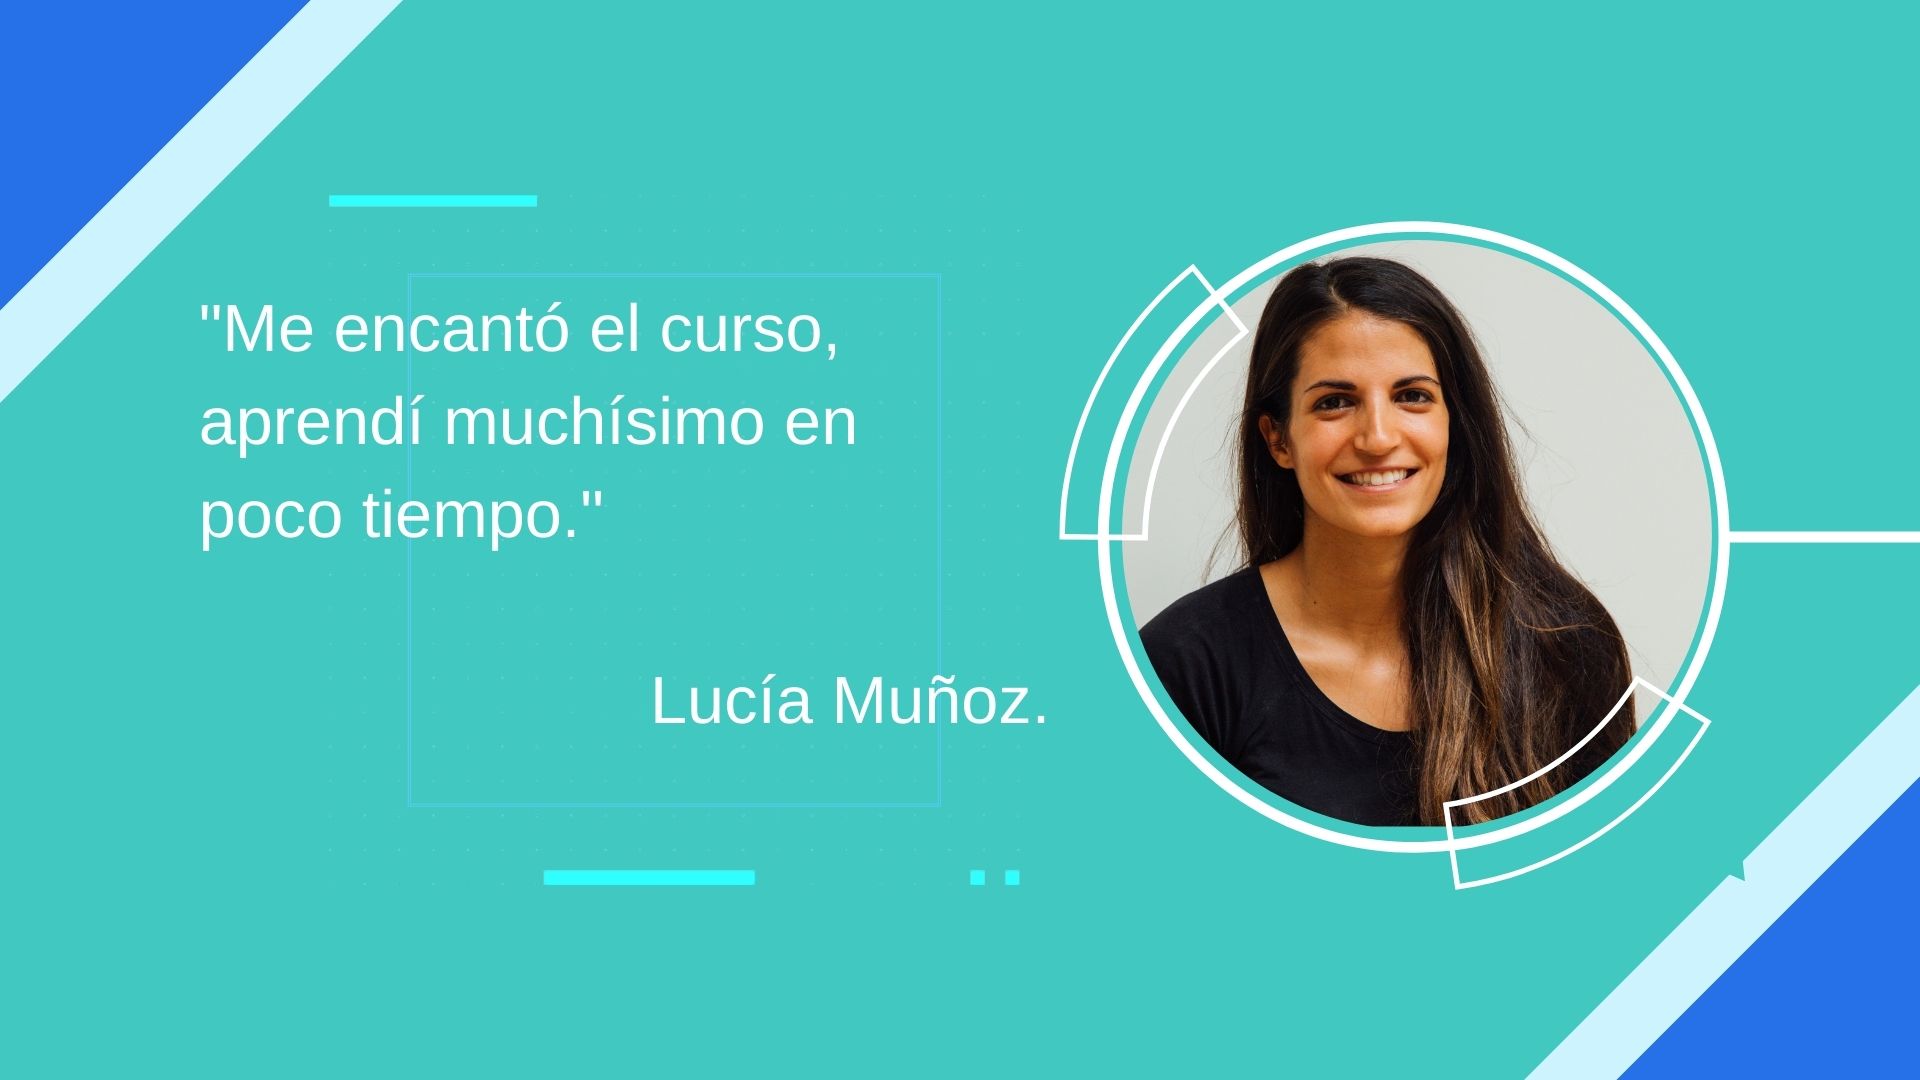 "Me encantó el curso,
aprendí muchísimo en
poco tiempo."
Lucía Muñoz.